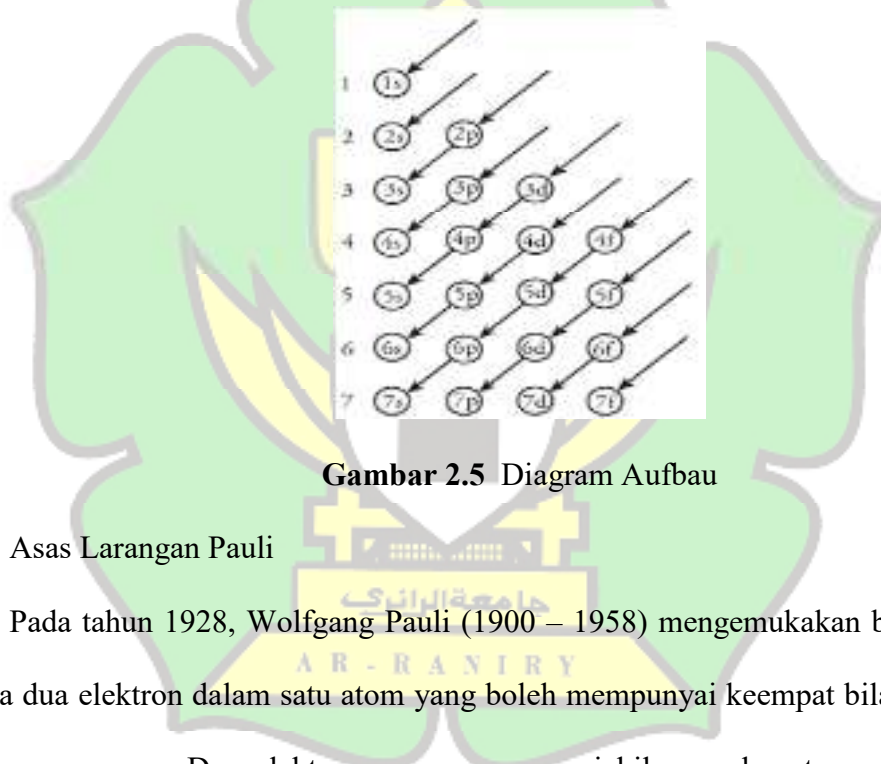 1 1s
2 2s 2p
3 3s 3p 3d
4 4s 4p 4d 4f
5 5s 5p 5d 5f
6 6s 6p 6d 6f
7 7s 7p 7d 7f
Gambar 2.5 Diagram Aufbau
Asas Larangan Pauli
جامعة الرانري
Pada tahun 1928, Wolfgang Pauli (1900 – 1958) mengemukakan
AR-RANIRY
dua elektron dalam satu atom yang boleh mempunyai keempat